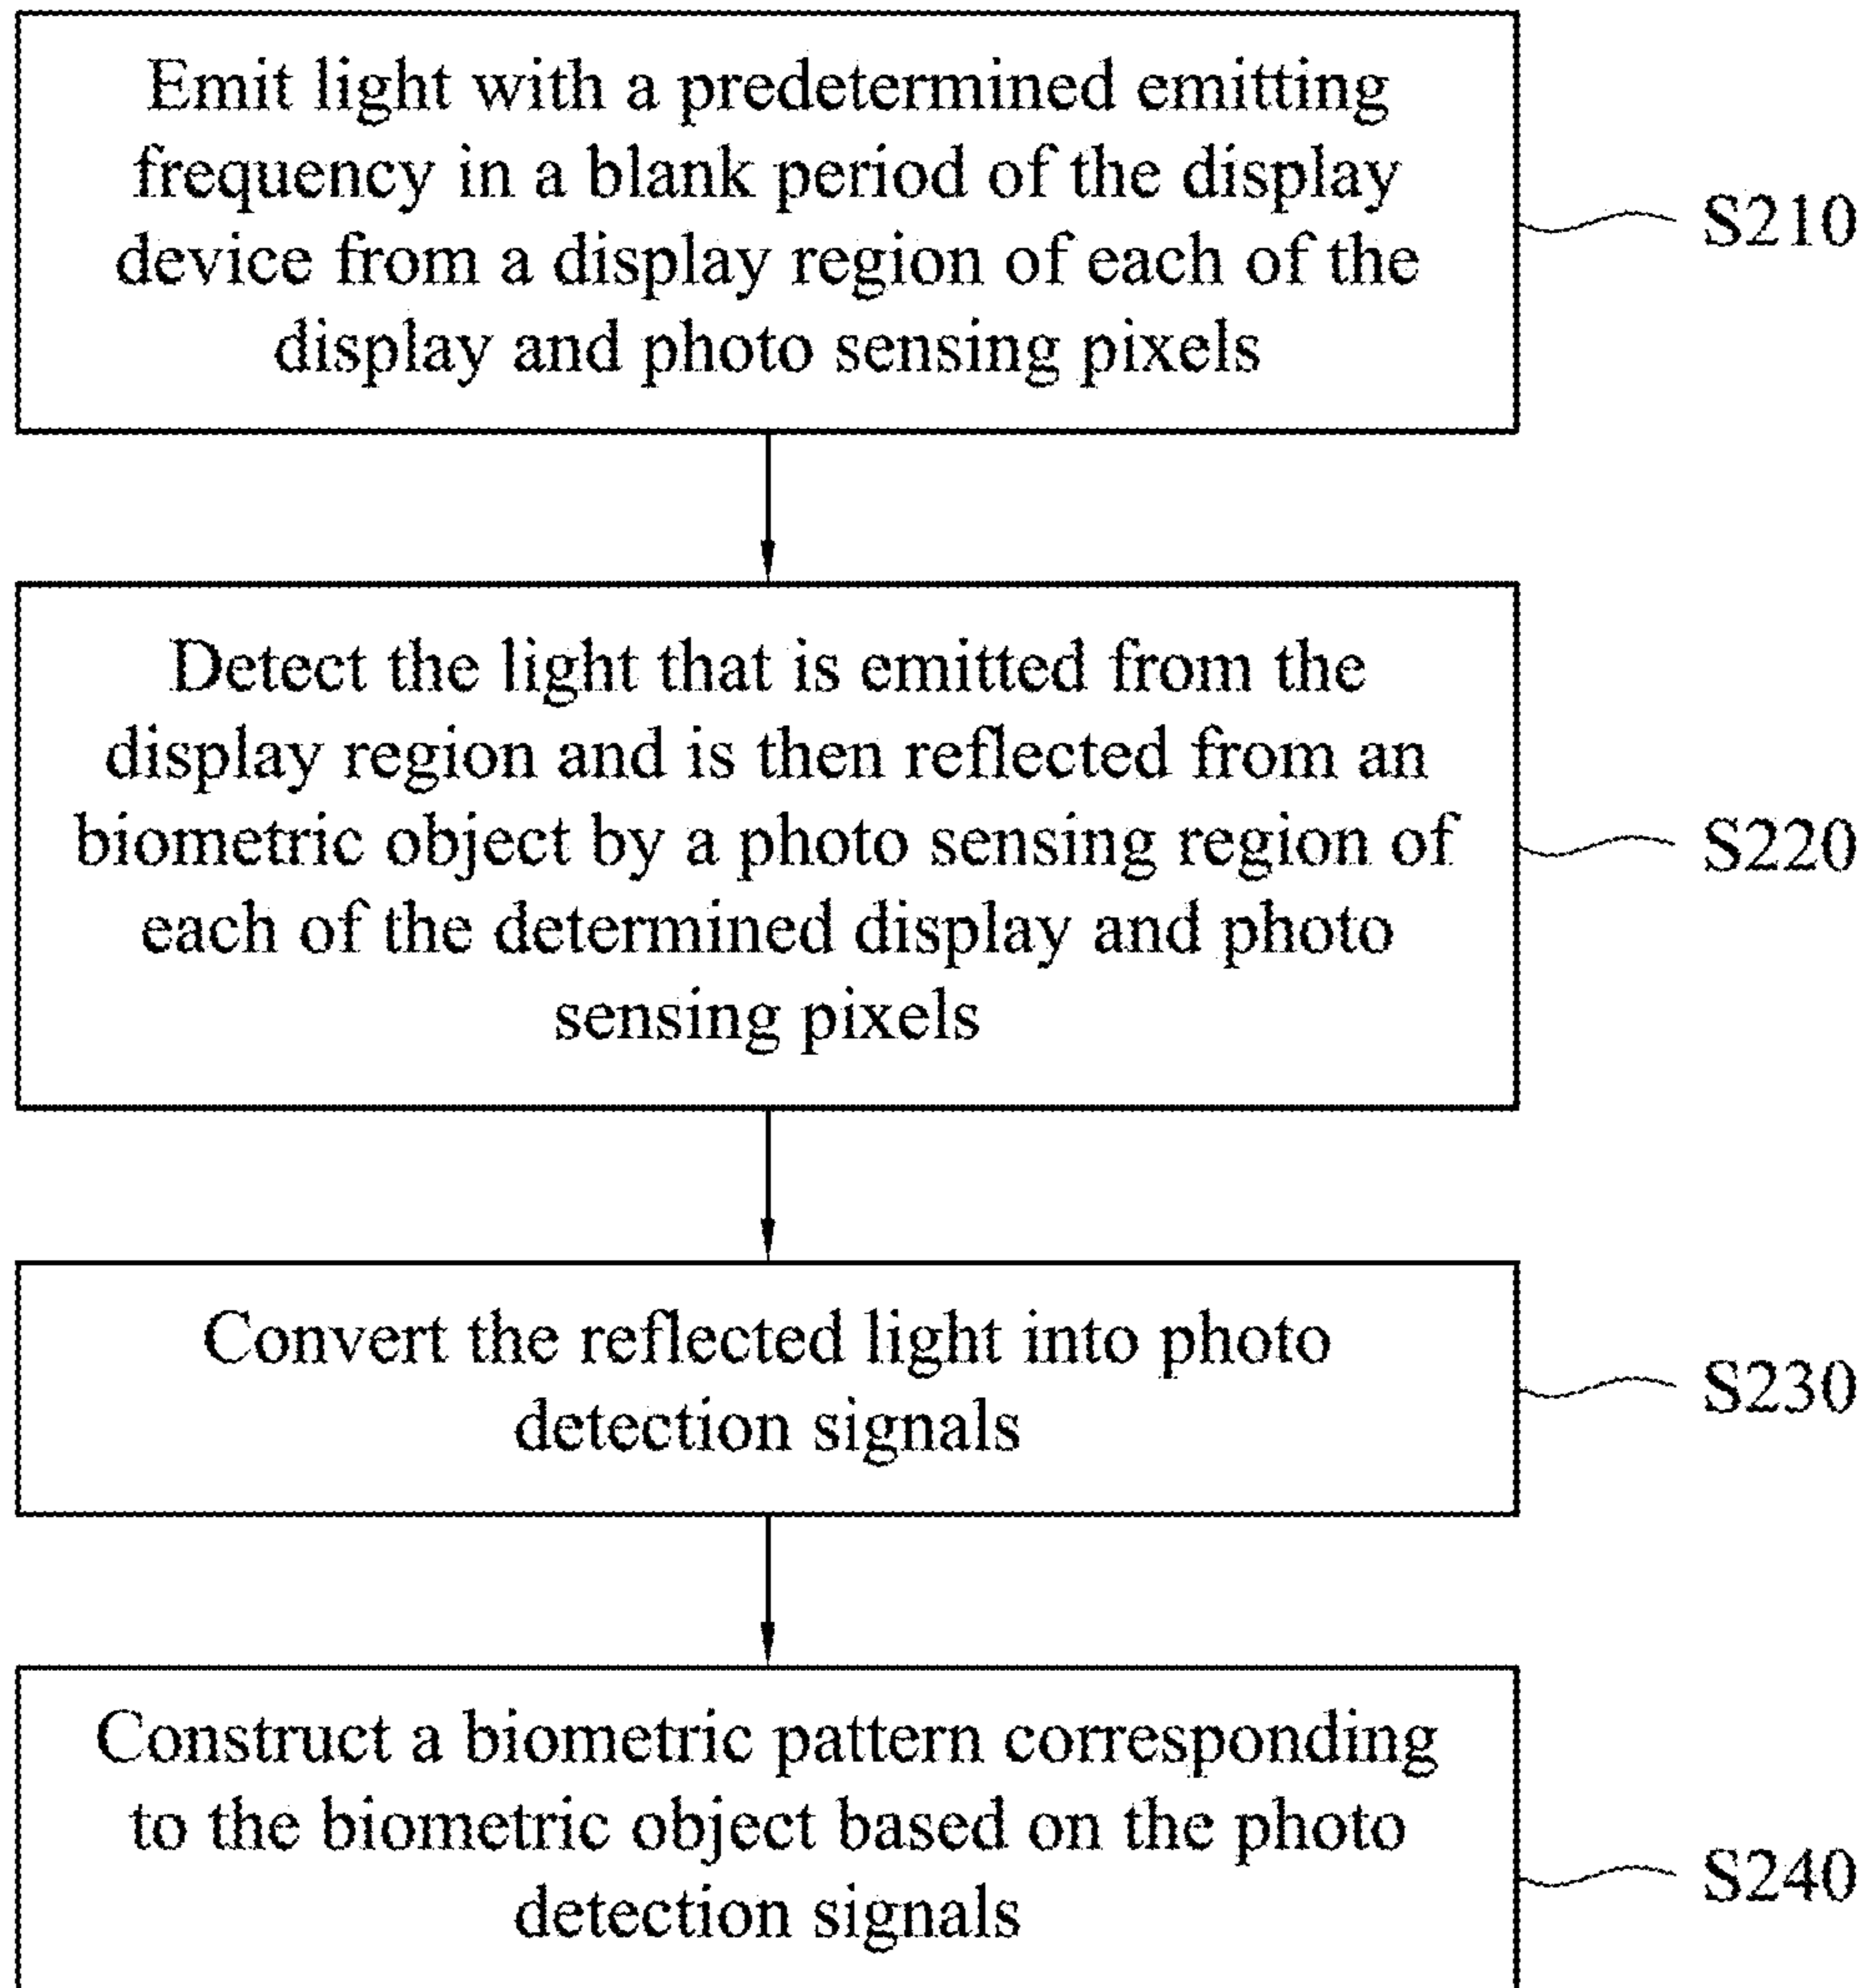 Emit light with a predetermined emitting
frequency in a blank period of the display
device from a display region of each of the
display and photo sensing pixels
S210
Detect the light that is emitted from the
display region and is then reflected from an
biometric object by a photo sensing region of
each of the determined display and photo
sensing pixels
S220
Convert the reflected light into photo
detection signals
S230
Construct a biometric pattern corresponding
to the biometric object based on the photo
detection signals
S240